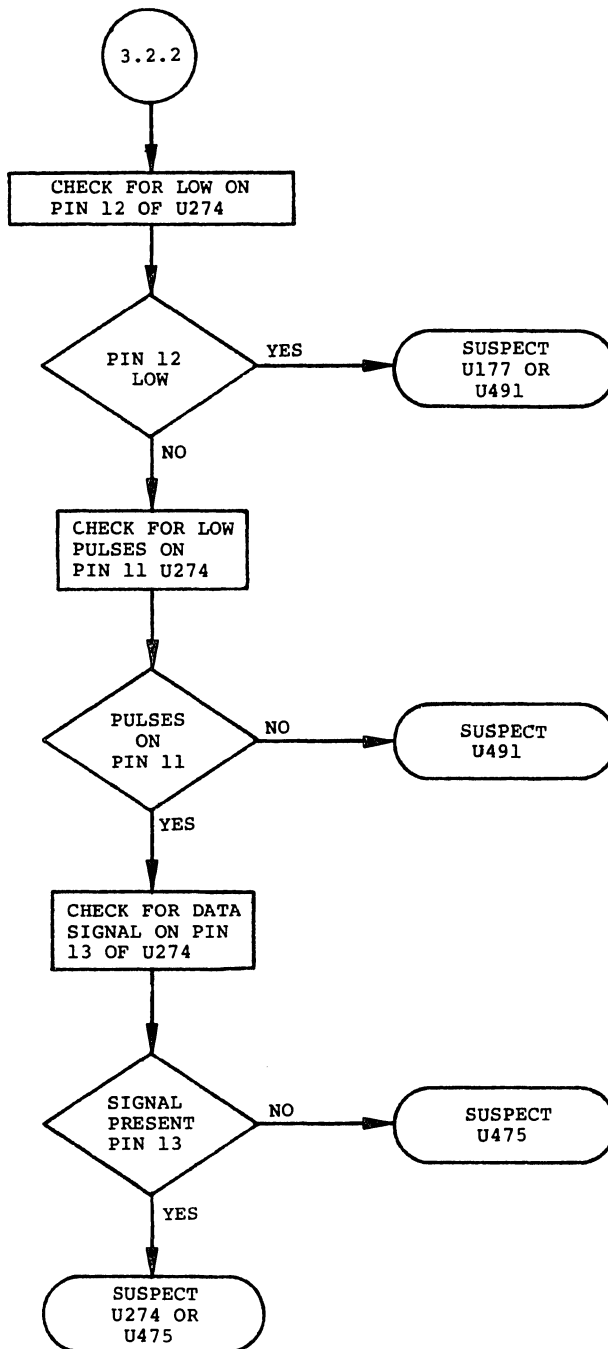 3.2.2
CHECK FOR LOW ON
PIN 12 OF U274
PIN 12
LOW
YES
SUSPECT
U177 OR
U491
NO
CHECK FOR LOW
PULSES ON
PIN 11 U274
PULSES
ON
PIN 11
NO
SUSPECT
U491
YES
CHECK FOR DATA
SIGNAL ON PIN
13 OF U274
SIGNAL
PRESENT
PIN 13
NO
SUSPECT
U475
YES
SUSPECT
U274 OR
U475